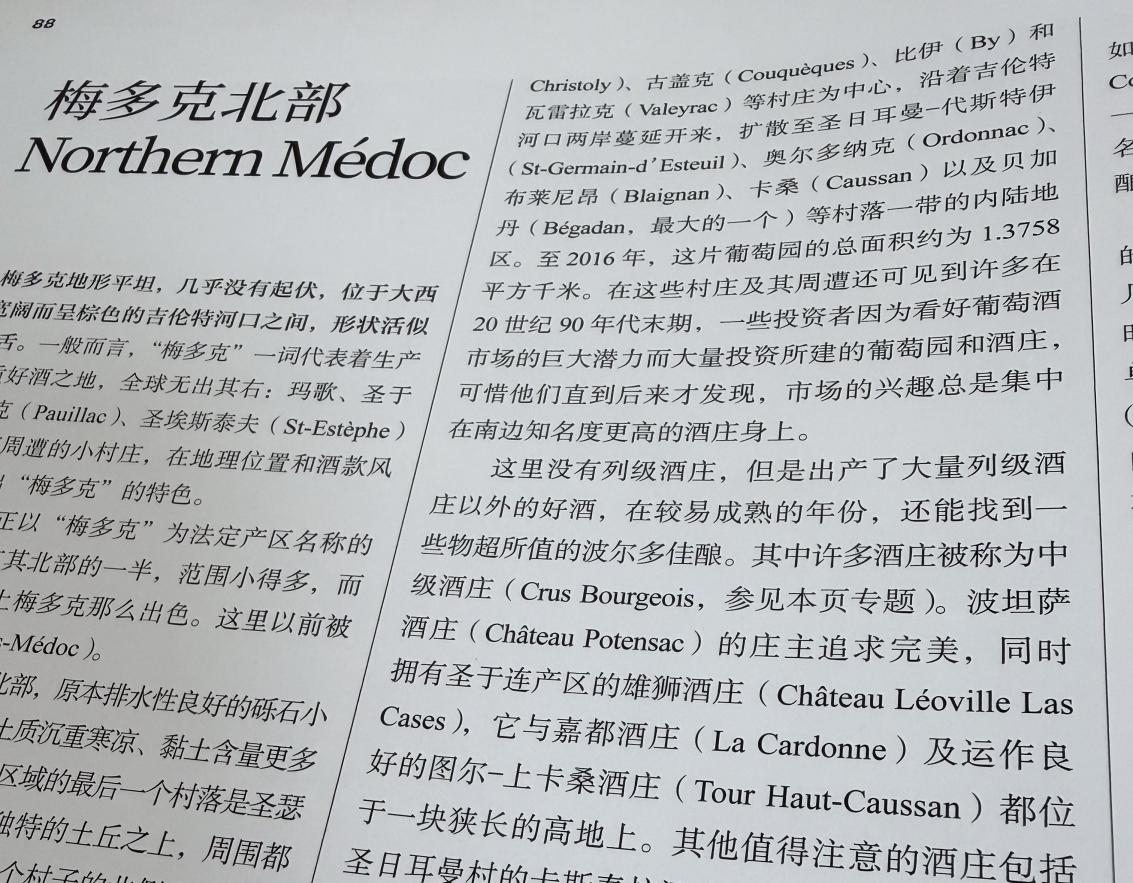 88
梅多克北部
Northern Médoc
梅多克地形平坦，几乎没有起伏，位于大西
宽阔而呈棕色的吉伦特河口之间，形状活似
舌。一般而言，“梅多克”一词代表着生产
好酒之地，全球无出其右：玛歌、圣于
克（Pauillac）、圣埃斯泰夫（St-Estèphe）
周遭的小村庄，在地理位置和酒款风
出“梅多克”的特色。
正以“梅多克”为法定产区名称的
其北部的一半，范围小得多，而
上梅多克那么出色。这里以前被
s-Médoc）。
北部，原本排水性良好的砾石小
土质沉重寒凉、黏土含量更多
区域的最后一个村落是圣瑟
独特的土丘之上，周围都
个村子的北侧
Christoly）、古盖克（Couquèques）、比伊（By）和
瓦雷拉克（Valeyrac）等村庄为中心，沿着吉伦特
河口两岸蔓延开来，扩散至圣日耳曼-代斯特伊
（St-Germain-d’Esteuil）、奥尔多纳克（Ordonnac）、
布莱尼昂（Blaignan）、卡桑（Caussan）以及贝加
丹（Bégadan，最大的一个）等村落一带的内陆地
区。至 2016 年，这片葡萄园的总面积约为 1.3758
平方千米。在这些村庄及其周遭还可见到许多在
20 世纪 90 年代末期，一些投资者因为看好葡萄酒
市场的巨大潜力而大量投资所建的葡萄园和酒庄，
可惜他们直到后来才发现，市场的兴趣总是集中
在南边知名度更高的酒庄身上。
这里没有列级酒庄，但是出产了大量列级酒
庄以外的好酒，在较易成熟的年份，还能找到一
些物超所值的波尔多佳酿。其中许多酒庄被称为中
级酒庄（Crus Bourgeois，参见本页专题）。波坦萨
酒庄（Château Potensac）的庄主追求完美，同时
拥有圣于连产区的雄狮酒庄（Château Léoville Las
Cases），它与嘉都酒庄（La Cardonne）及运作良
好的图尔-上卡桑酒庄（Tour Haut-Caussan）都位
于一块狭长的高地上。其他值得注意的酒庄包括
圣日耳曼村的卡斯泰
如
一
名
酿
的